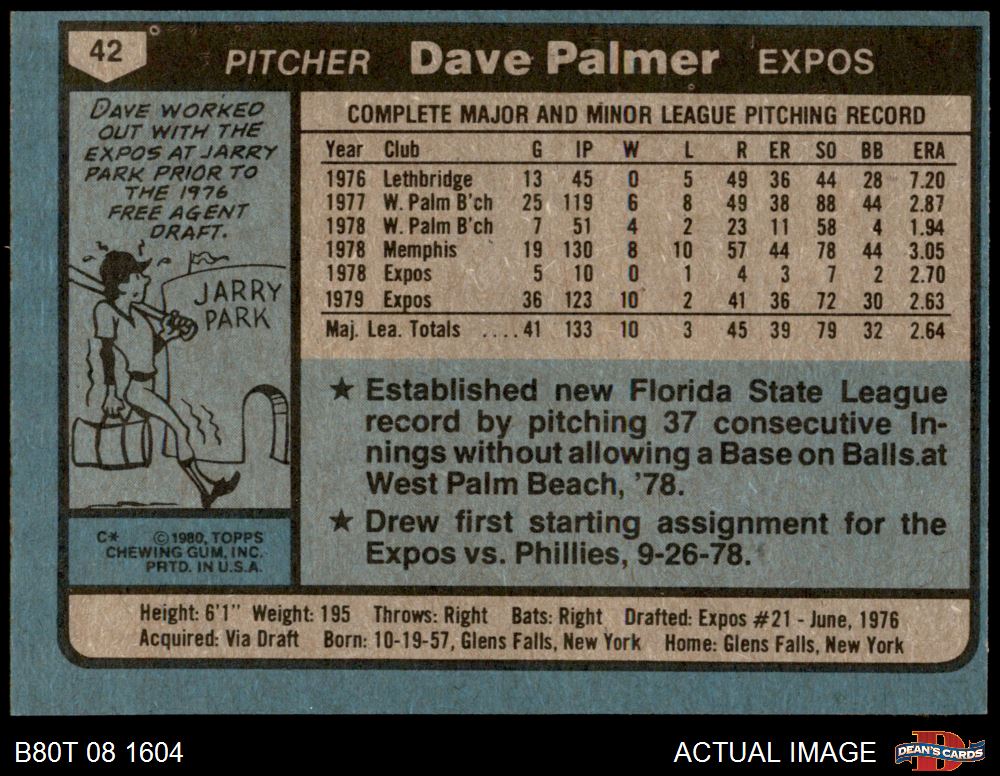 42 PITCHER Dave Palmer EXPOS
DAVE WORKED
OUT WITH THE
EXPOS AT JARRY
PARK PRIOR TO
THE 1976
FREE AGENT
DRAFT.
JARRY
PARK
C* ©1980, TOPPS
CHEWING GUM, INC.
PRTD. IN U.S.A.
COMPLETE MAJOR AND MINOR LEAGUE PITCHING RECORD
Year Club G IP W L R ER SO BB ERA
1976 Lethbridge 13 45 0 5 49 36 44 28 7.20
1977 W. Palm B'ch 25 119 6 8 49 38 88 44 2.87
1978 W. Palm B'ch 7 51 4 2 23 11 58 4 1.94
1978 Memphis 19 130 8 10 57 44 78 44 3.05
1978 Expos 5 10 0 1 4 3 7 2 2.70
1979 Expos 36 123 10 2 41 36 72 30 2.63
Maj. Lea. Totals ....41 133 10 3 45 39 79 32 2.64
★ Established new Florida State League
record by pitching 37 consecutive In-
nings without allowing a Base on Balls at
West Palm Beach, '78.
★ Drew first starting assignment for the
Expos vs. Phillies, 9-26-78.
Height: 6'1" Weight: 195 Throws: Right Bats: Right Drafted: Expos #21 - June, 1976
Acquired: Via Draft Born: 10-19-57, Glens Falls, New York Home: Glens Falls, New York
B80T 08 1604 ACTUAL IMAGE DEAN'S CARDS